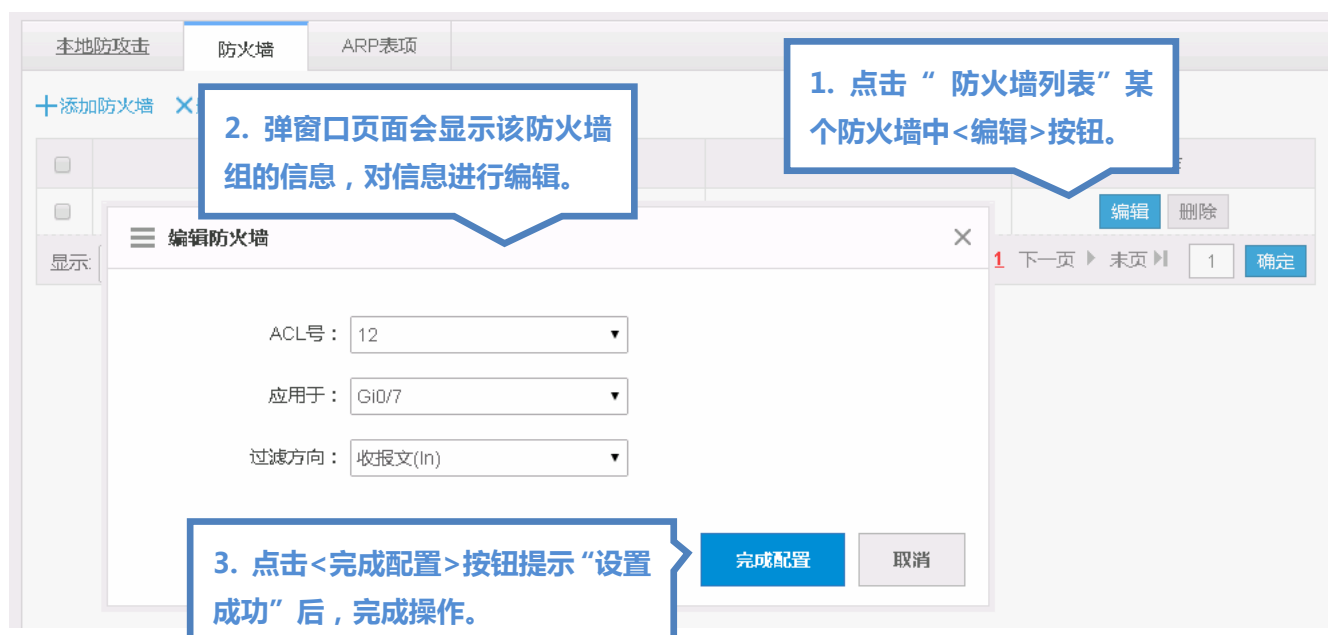 本地防攻击 防火墙 ARP表项
1. 点击“ 防火墙列表”某
个防火墙中<编辑>按钮。
添加防火墙
2. 弹窗口页面会显示该防火墙
组的信息，对信息进行编辑。
编辑 删除
编辑防火墙
显示: 1 下一页 末页 1 确定
ACL号： 12
应用于： Gi0/7
过滤方向： 收报文(In)
3. 点击<完成配置>按钮提示“设置
成功”后，完成操作。
完成配置 取消